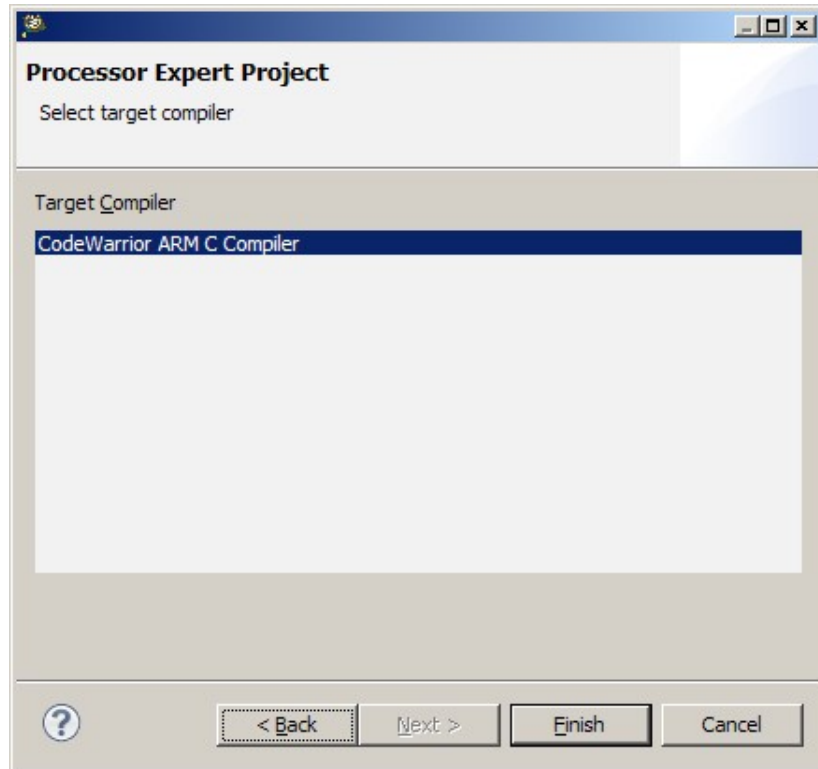 Processor Expert Project
Select target compiler
Target Compiler
CodeWarrior ARM C Compiler
?
< Back
Next >
Finish
Cancel